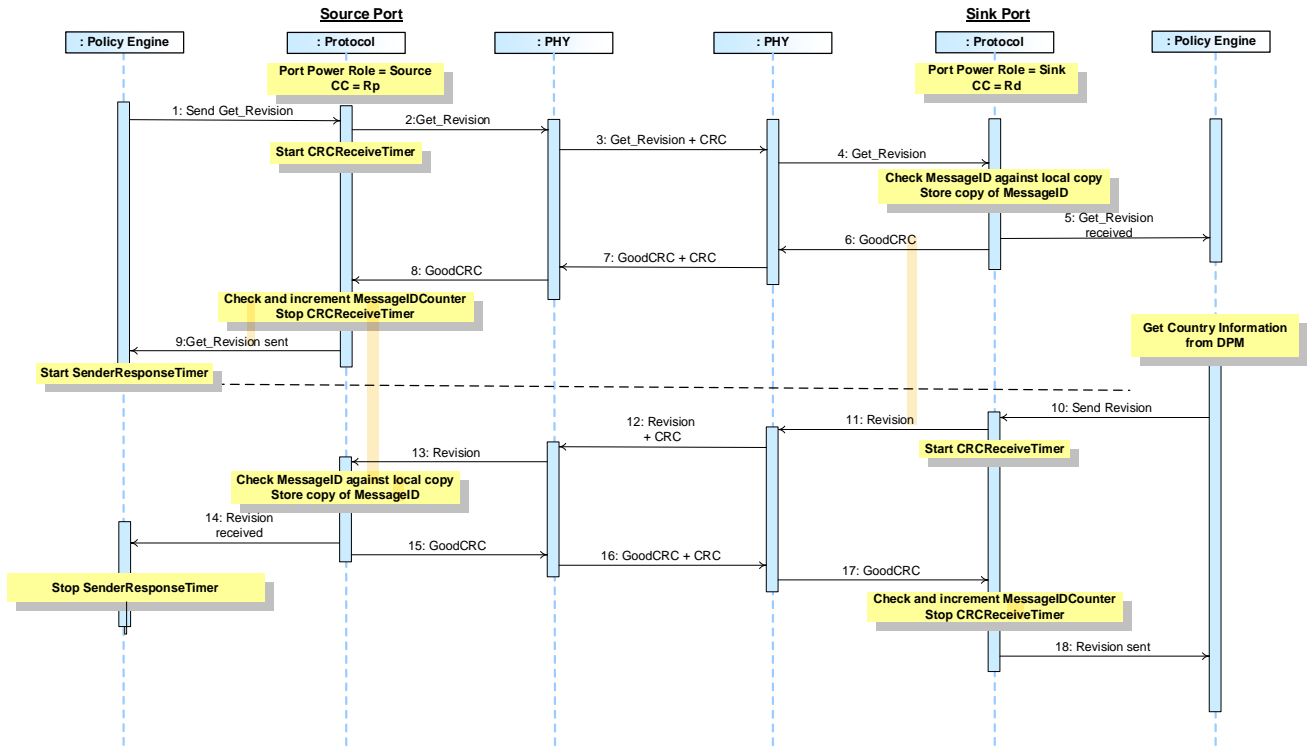 Source Port
Sink Port
: Policy Engine
: Protocol
: PHY
: PHY
: Protocol
: Policy Engine
Port Power Role = Source
CC = Rp
Port Power Role = Sink
CC = Rd
1: Send Get_Revision
2:Get_Revision
Start CRCReceiveTimer
3: Get_Revision + CRC
4: Get_Revision
Check MessageID against local copy
Store copy of MessageID
5: Get_Revision
received
6: GoodCRC
7: GoodCRC + CRC
8: GoodCRC
Check and increment MessageIDCounter
Stop CRCReceiveTimer
9:Get_Revision sent
Get Country Information
from DPM
Start SenderResponseTimer
10: Send Revision
11: Revision
Start CRCReceiveTimer
12: Revision
+ CRC
13: Revision
Check MessageID against local copy
Store copy of MessageID
14: Revision
received
15: GoodCRC
16: GoodCRC + CRC
17: GoodCRC
Stop SenderResponseTimer
Check and increment MessageIDCounter
Stop CRCReceiveTimer
18: Revision sent